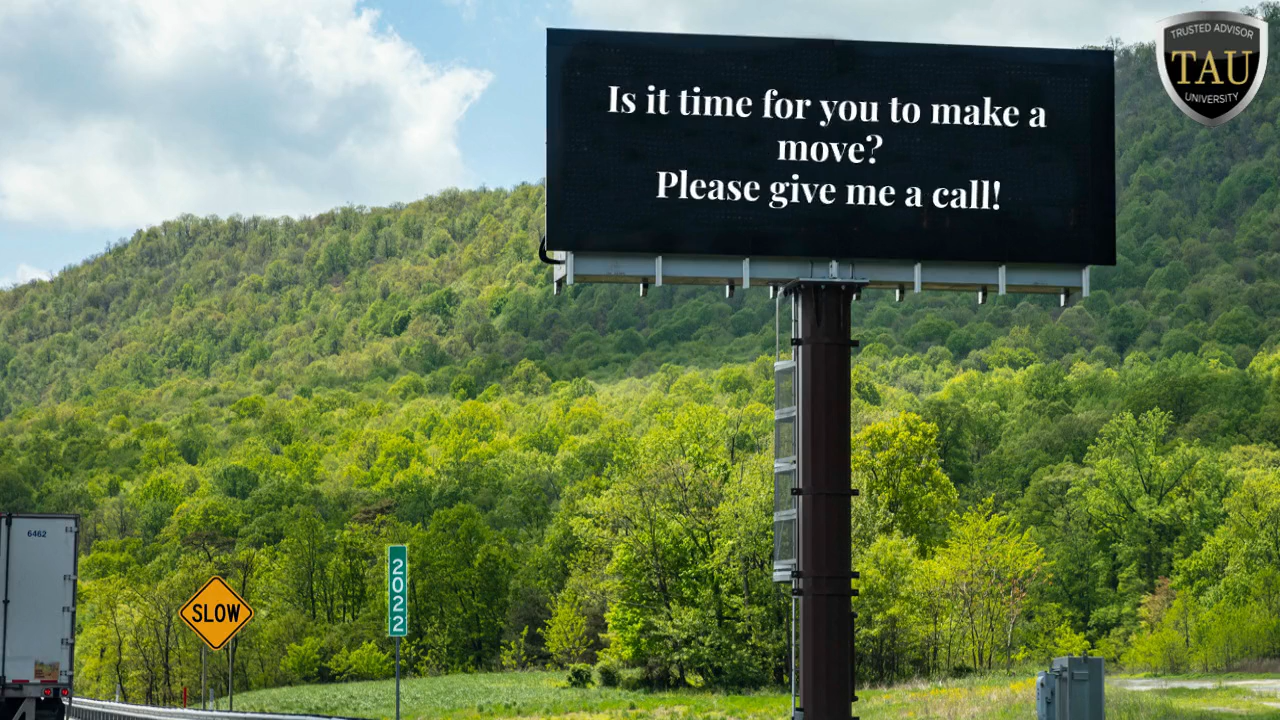 Is it time for you to make a
move?
Please give me a call!
TRUSTED ADVISOR
TAU
UNIVERSITY
6462
SLOW
2022